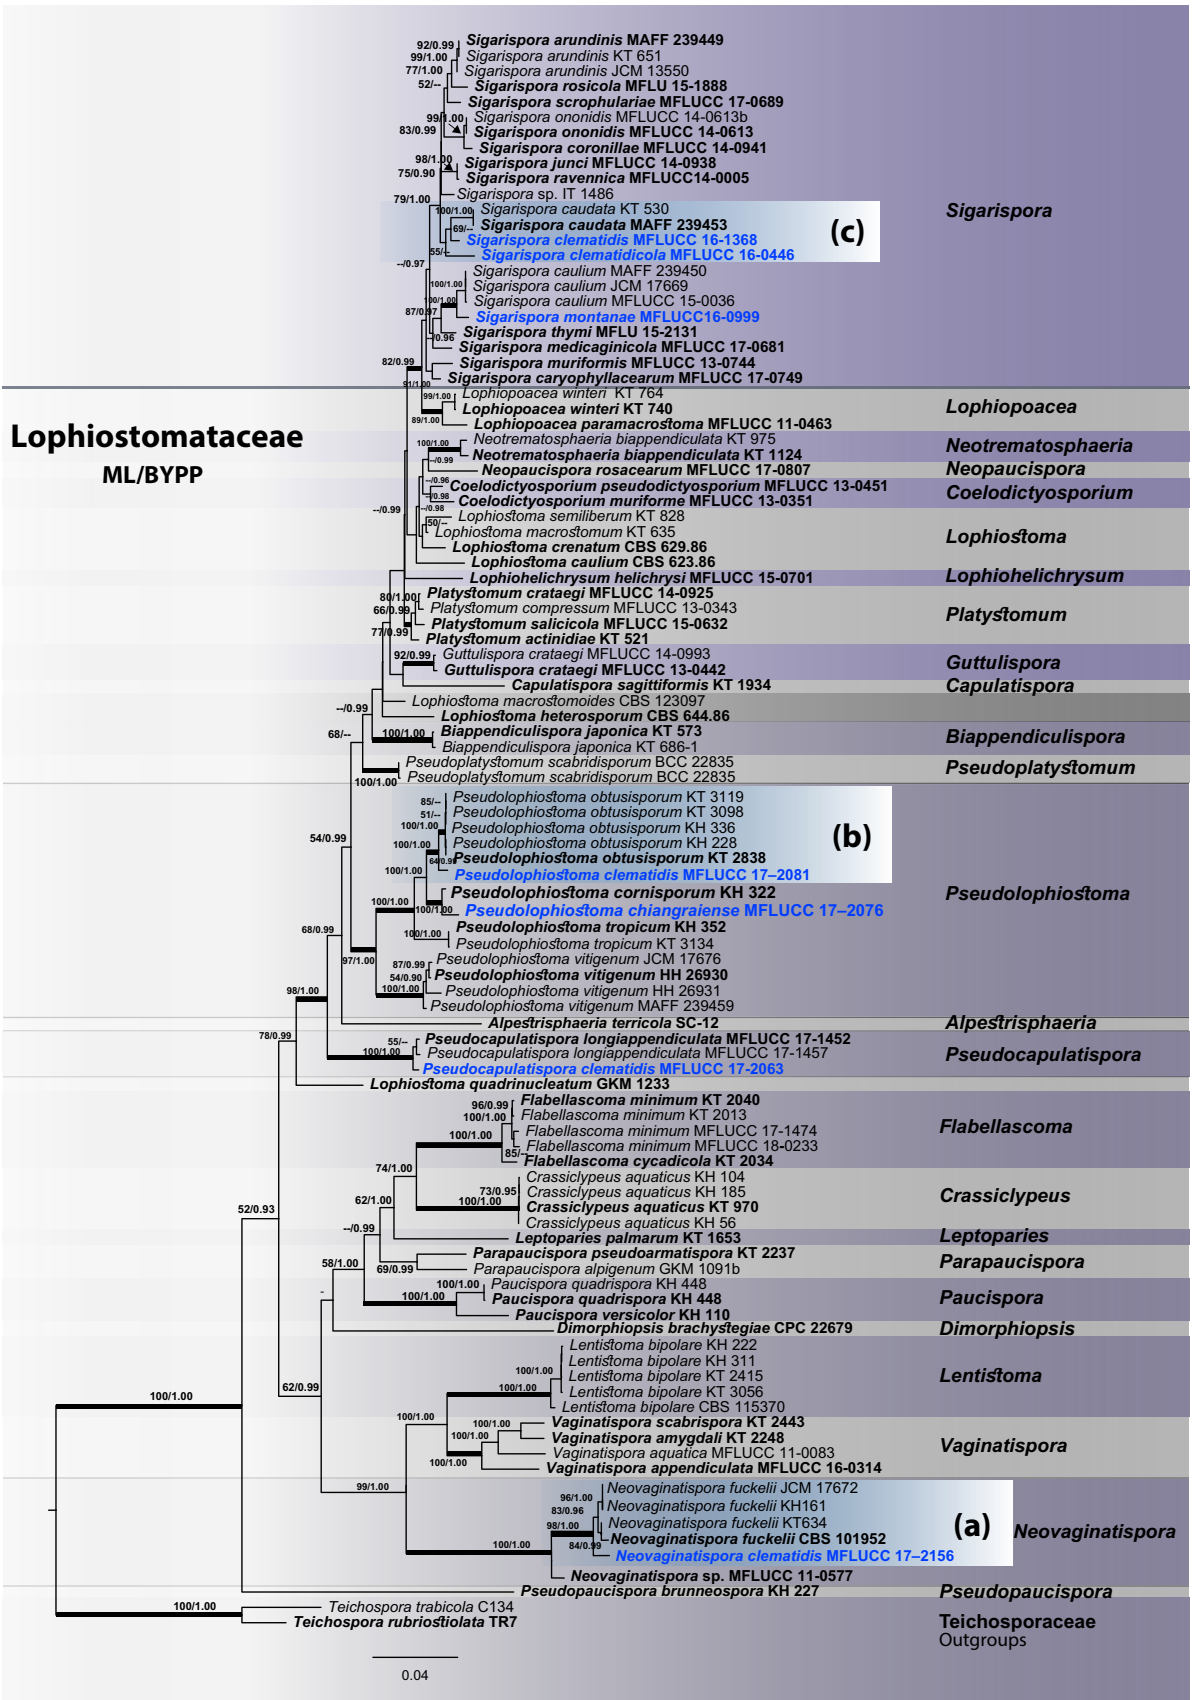 92/0.99
Sigarispora arundinis MAFF 239449
99/1.00
Sigarispora arundinis KT 651
77/1.00
Sigarispora arundinis JCM 13550
52/--
Sigarispora rosicola MFLU 15-1888
Sigarispora scrophulariae MFLUCC 17-0689
99/1.00
Sigarispora ononidis MFLUCC 14-0613b
83/0.99
Sigarispora ononidis MFLUCC 14-0613
Sigarispora coronillae MFLUCC 14-0941
98/1.00
Sigarispora junci MFLUCC 14-0938
75/0.90
Sigarispora ravennica MFLUCC14-0005
Sigarispora sp. IT 1486
79/1.00
100/1.00
Sigarispora caudata KT 530
Sigarispora
Sigarispora caudata MAFF 239453
69/--
(c)
Sigarispora clematidis MFLUCC 16-1368
55/--
Sigarispora clematidicola MFLUCC 16-0446
--/0.97
Sigarispora caulium MAFF 239450
100/1.00
Sigarispora caulium JCM 17669
100/1.00
Sigarispora caulium MFLUCC 15-0036
87/0.97
Sigarispora montanae MFLUCC16-0999
Sigarispora thymi MFLU 15-2131
--/0.96
Sigarispora medicaginicola MFLUCC 17-0681
82/0.99
Sigarispora muriformis MFLUCC 13-0744
Sigarispora caryophyllacearum MFLUCC 17-0749
91/1.00
99/1.00
Lophiopoacea winteri KT 764
Lophiopoacea winteri KT 740
Lophiopoacea
89/1.00
Lophiopoacea paramacrostoma MFLUCC 11-0463
Lophiostomataceae
ML/BYPP
100/1.00
Neotrematosphaeria biappendiculata KT 975
Neotrematosphaeria biappendiculata KT 1124
Neotrematosphaeria
--/0.99
Neopaucispora rosacearum MFLUCC 17-0807
Neopaucispora
--/0.96
Coelodictyosporium pseudodictyosporium MFLUCC 13-0451
Coelodictyosporium
--/0.98
Coelodictyosporium muriforme MFLUCC 13-0351
--/0.99
--/0.98
Lophiostoma semiliberum KT 828
50/--
Lophiostoma macrostomum KT 635
Lophiostoma
Lophiostoma crenatum CBS 629.86
Lophiostoma caulium CBS 623.86
Lophiohelichrysum helichrysi MFLUCC 15-0701
Lophiohelichrysum
80/1.00
Platystomum crataegi MFLUCC 14-0925
66/0.99
Platystomum compressum MFLUCC 13-0343
Platystomum
Platystomum salicicola MFLUCC 15-0632
77/0.99
Platystomum actinidiae KT 521
92/0.99
Guttulispora crataegi MFLUCC 14-0993
Guttulispora
Guttulispora crataegi MFLUCC 13-0442
Capulatispora sagittiformis KT 1934
Capulatispora
Lophiostoma macrostomoides CBS 123097
--/0.99
Lophiostoma heterosporum CBS 644.86
68/--
100/1.00
Biappendiculispora japonica KT 573
Biappendiculispora
Biappendiculispora japonica KT 686-1
Pseudoplatystomum scabridisporum BCC 22835
Pseudoplatystomum
100/1.00
Pseudoplatystomum scabridisporum BCC 22835
85/--
Pseudolophiostoma obtusisporum KT 3119
51/--
Pseudolophiostoma obtusisporum KT 3098
100/1.00
Pseudolophiostoma obtusisporum KH 336
(b)
54/0.99
100/1.00
Pseudolophiostoma obtusisporum KH 228
64/0.99
Pseudolophiostoma obtusisporum KT 2838
100/1.00
Pseudolophiostoma clematidis MFLUCC 17–2081
Pseudolophiostoma cornisporum KH 322
Pseudolophiostoma
100/1.00
100/1.00
Pseudolophiostoma chiangraiense MFLUCC 17–2076
68/0.99
100/1.00
Pseudolophiostoma tropicum KH 352
Pseudolophiostoma tropicum KT 3134
97/1.00
87/0.99
Pseudolophiostoma vitigenum JCM 17676
54/0.90
Pseudolophiostoma vitigenum HH 26930
98/1.00
100/1.00
Pseudolophiostoma vitigenum HH 26931
Pseudolophiostoma vitigenum MAFF 239459
Alpestrisphaeria terricola SC-12
Alpestrisphaeria
78/0.99
55/--
Pseudocapulatispora longiappendiculata MFLUCC 17-1452
100/1.00
Pseudocapulatispora longiappendiculata MFLUCC 17-1457
Pseudocapulatispora
Pseudocapulatispora clematidis MFLUCC 17-2063
Lophiostoma quadrinucleatum GKM 1233
96/0.99
Flabellascoma minimum KT 2040
100/1.00
Flabellascoma minimum KT 2013
Flabellascoma
100/1.00
Flabellascoma minimum MFLUCC 17-1474
Flabellascoma minimum MFLUCC 18-0233
85/--
Flabellascoma cycadicola KT 2034
74/1.00
Crassiclypeus aquaticus KH 104
73/0.95
Crassiclypeus aquaticus KH 185
Crassiclypeus
62/1.00
100/1.00
Crassiclypeus aquaticus KT 970
52/0.93
Crassiclypeus aquaticus KH 56
--/0.99
Leptoparies palmarum KT 1653
Leptoparies
Parapaucispora pseudoarmatispora KT 2237
58/1.00
69/0.99
Parapaucispora alpigenum GKM 1091b
Parapaucispora
100/1.00
Paucispora quadrispora KH 448
-
100/1.00
Paucispora quadrispora KH 448
Paucispora
Paucispora versicolor KH 110
Dimorphiopsis brachystegiae CPC 22679
Dimorphiopsis
Lentistoma bipolare KH 222
Lentistoma bipolare KH 311
100/1.00
Lentistoma bipolare KT 2415
Lentistoma
62/0.99
100/1.00
Lentistoma bipolare KT 3056
100/1.00
Lentistoma bipolare CBS 115370
100/1.00
100/1.00
Vaginatispora scabrispora KT 2443
Vaginatispora amygdali KT 2248
Vaginatispora
100/1.00
Vaginatispora aquatica MFLUCC 11-0083
100/1.00
Vaginatispora appendiculata MFLUCC 16-0314
99/1.00
Neovaginatispora fuckelii JCM 17672
96/1.00
Neovaginatispora fuckelii KH161
83/0.96
Neovaginatispora fuckelii KT634
(a)
98/1.00
Neovaginatispora fuckelii CBS 101952
Neovaginatispora
100/1.00
84/0.99
Neovaginatispora clematidis MFLUCC 17–2156
Neovaginatispora sp. MFLUCC 11-0577
Pseudopaucispora brunneospora KH 227
Pseudopaucispora
100/1.00
Teichospora trabicola C134
Teichospora rubriostiolata TR7
Teichosporaceae
Outgroups
0.04